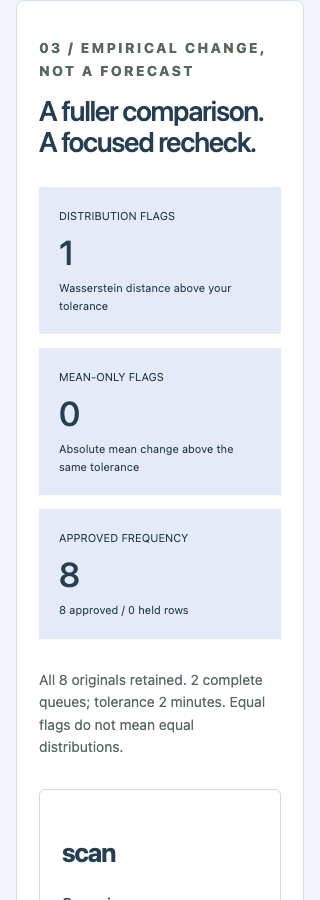 03 / EMPIRICAL CHANGE,
NOT A FORECAST
A fuller comparison.
A focused recheck.
DISTRIBUTION FLAGS
1
Wasserstein distance above your
tolerance
MEAN-ONLY FLAGS
0
Absolute mean change above the
same tolerance
APPROVED FREQUENCY
8
8 approved / 0 held rows
All 8 originals retained. 2 complete
queues; tolerance 2 minutes. Equal
flags do not mean equal
distributions.
scan